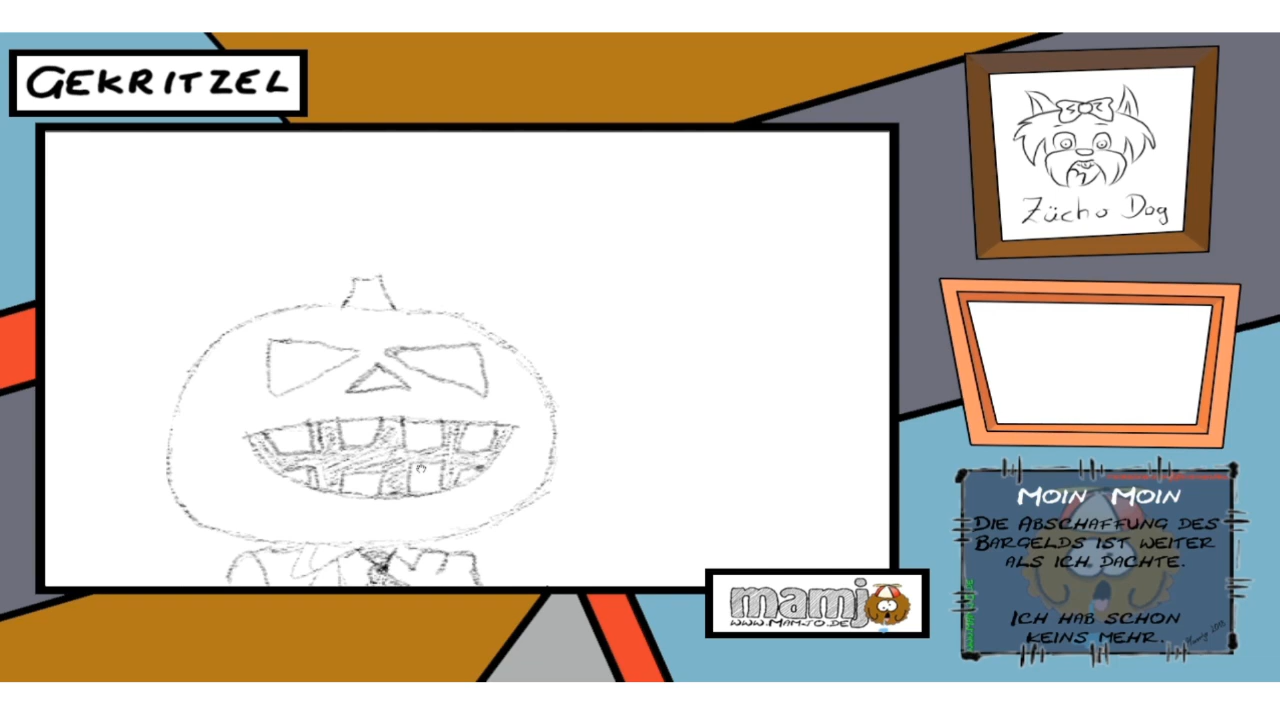 GEKRITZEL
Zücho Dog
MOIN MOIN
DIE ABSCHAFFUNG DES
BARGELDS IST WEITER
ALS ICH DACHTE.
ICH HAB SCHON
KEINS MEHR.
mamjo
WWW.MAMJO.DE